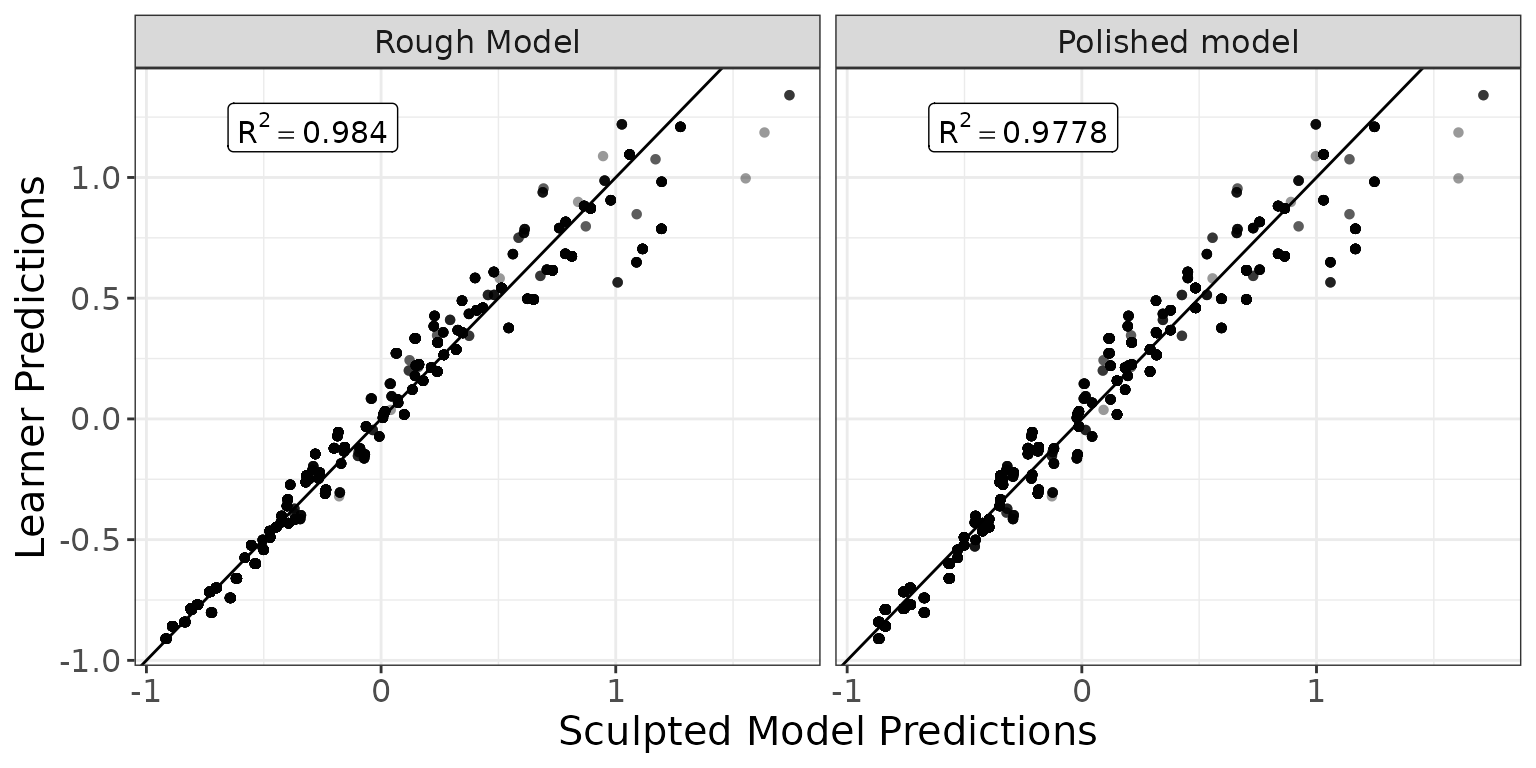 Rough Model
Polished model
R² = 0.984
R² = 0.9778
Learner Predictions
1.0
0.5
0.0
-0.5
-1.0
-1
0
1
-1
0
1
Sculpted Model Predictions